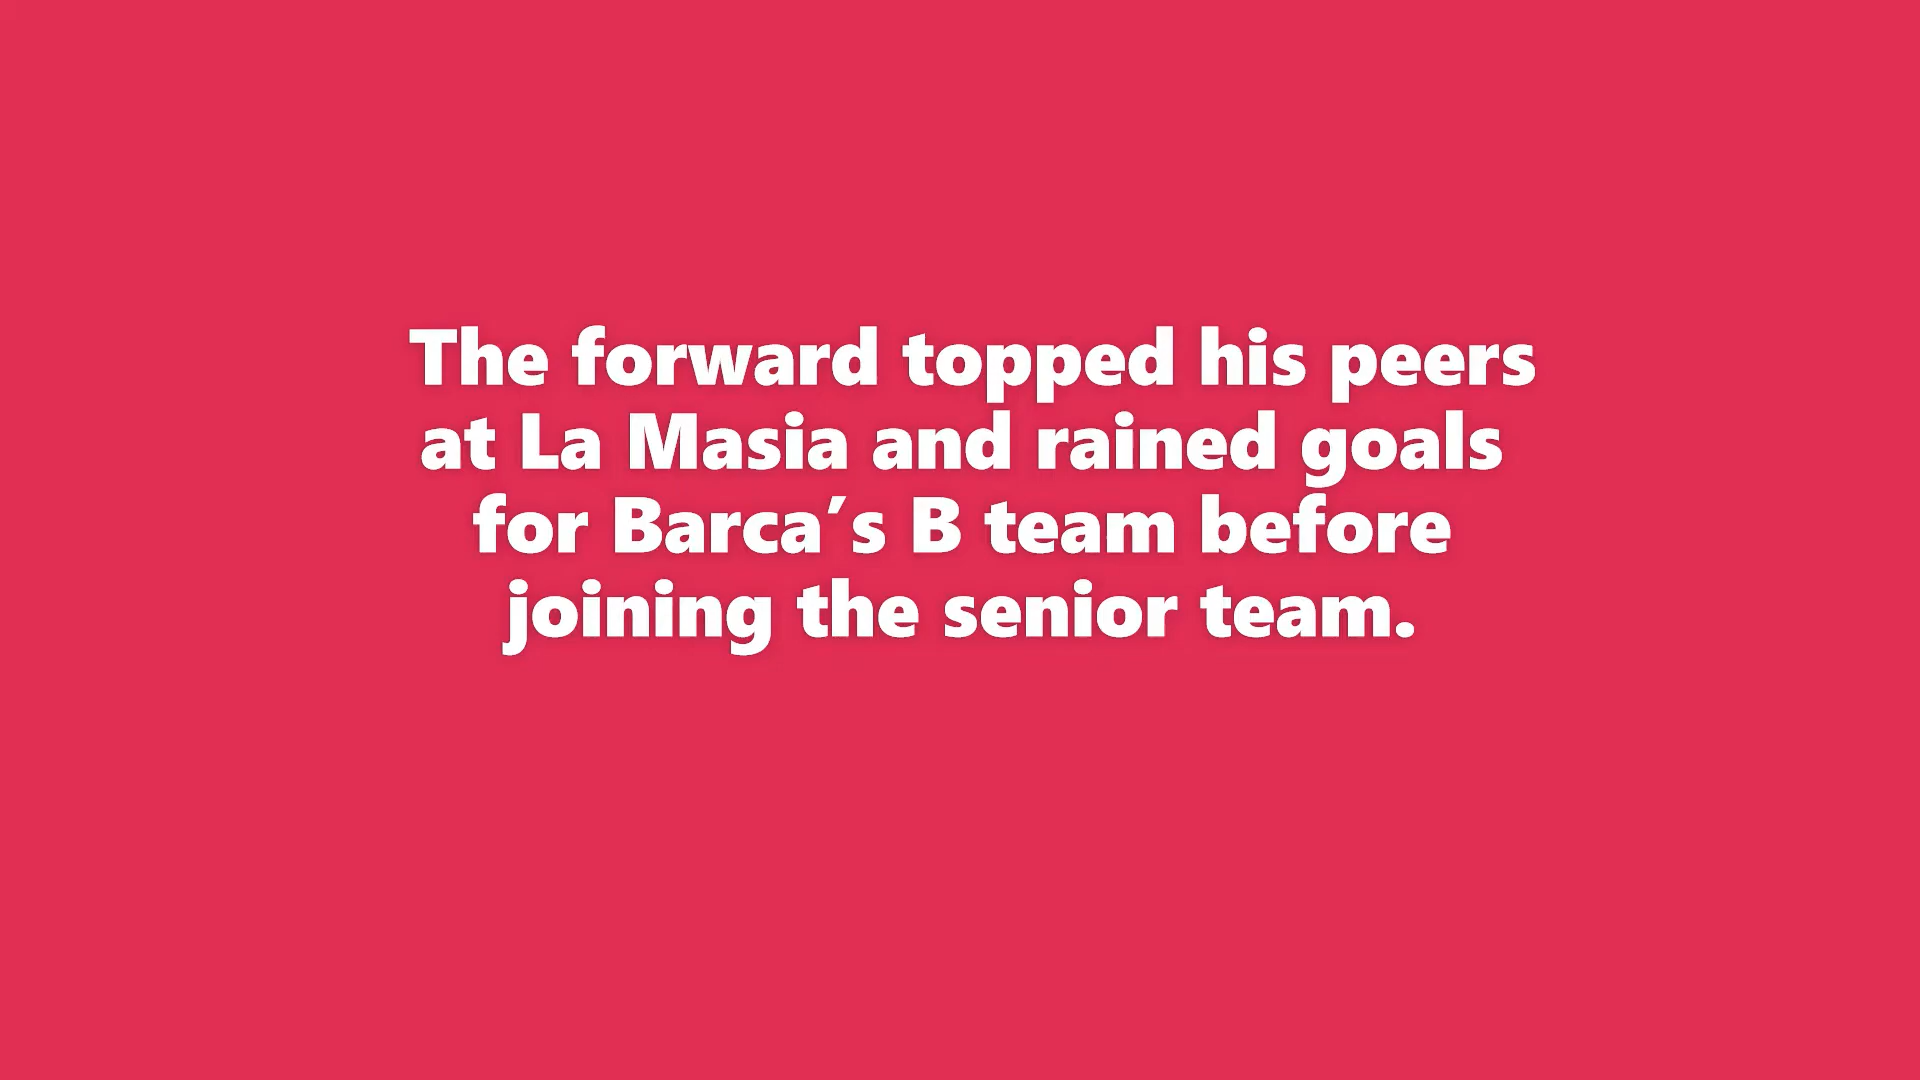 The forward topped his peers
at La Masia and rained goals
for Barca’s B team before
joining the senior team.